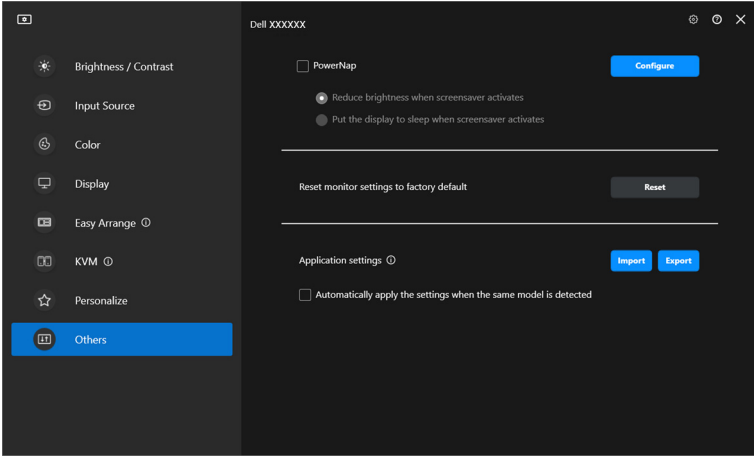 Dell XXXXXX
Brightness / Contrast
Input Source
Color
Display
Easy Arrange
KVM
Personalize
Others
PowerNap
Configure
Reduce brightness when screensaver activates
Put the display to sleep when screensaver activates
Reset monitor settings to factory default
Reset
Application settings
Import
Export
Automatically apply the settings when the same model is detected